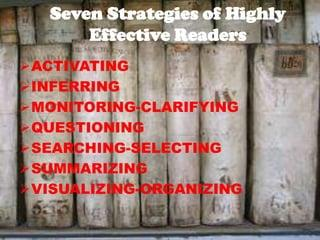 Seven Strategies of Highly
Effective Readers
➢ACTIVATING
➢INFERRING
➢MONITORING-CLARIFYING
➢QUESTIONING
➢SEARCHING-SELECTING
➢SUMMARIZING
➢VISUALIZING-ORGANIZING